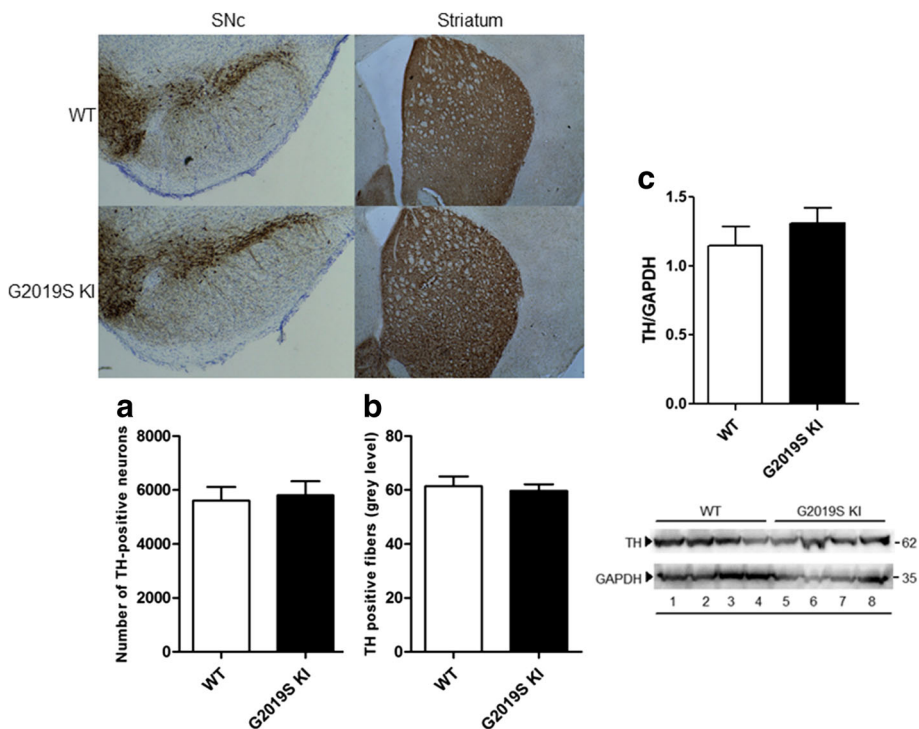 SNc Striatum
WT
G2019S KI
a
8000
6000
4000
2000
0
Number of TH-positive neurons
WT G2019S KI
b
80
60
40
20
0
TH positive fibers (grey level)
WT G2019S KI
c
1.5
1.0
0.5
0.0
TH/GAPDH
WT G2019S KI
WT G2019S KI
TH 62
GAPDH 35
1 2 3 4 5 6 7 8